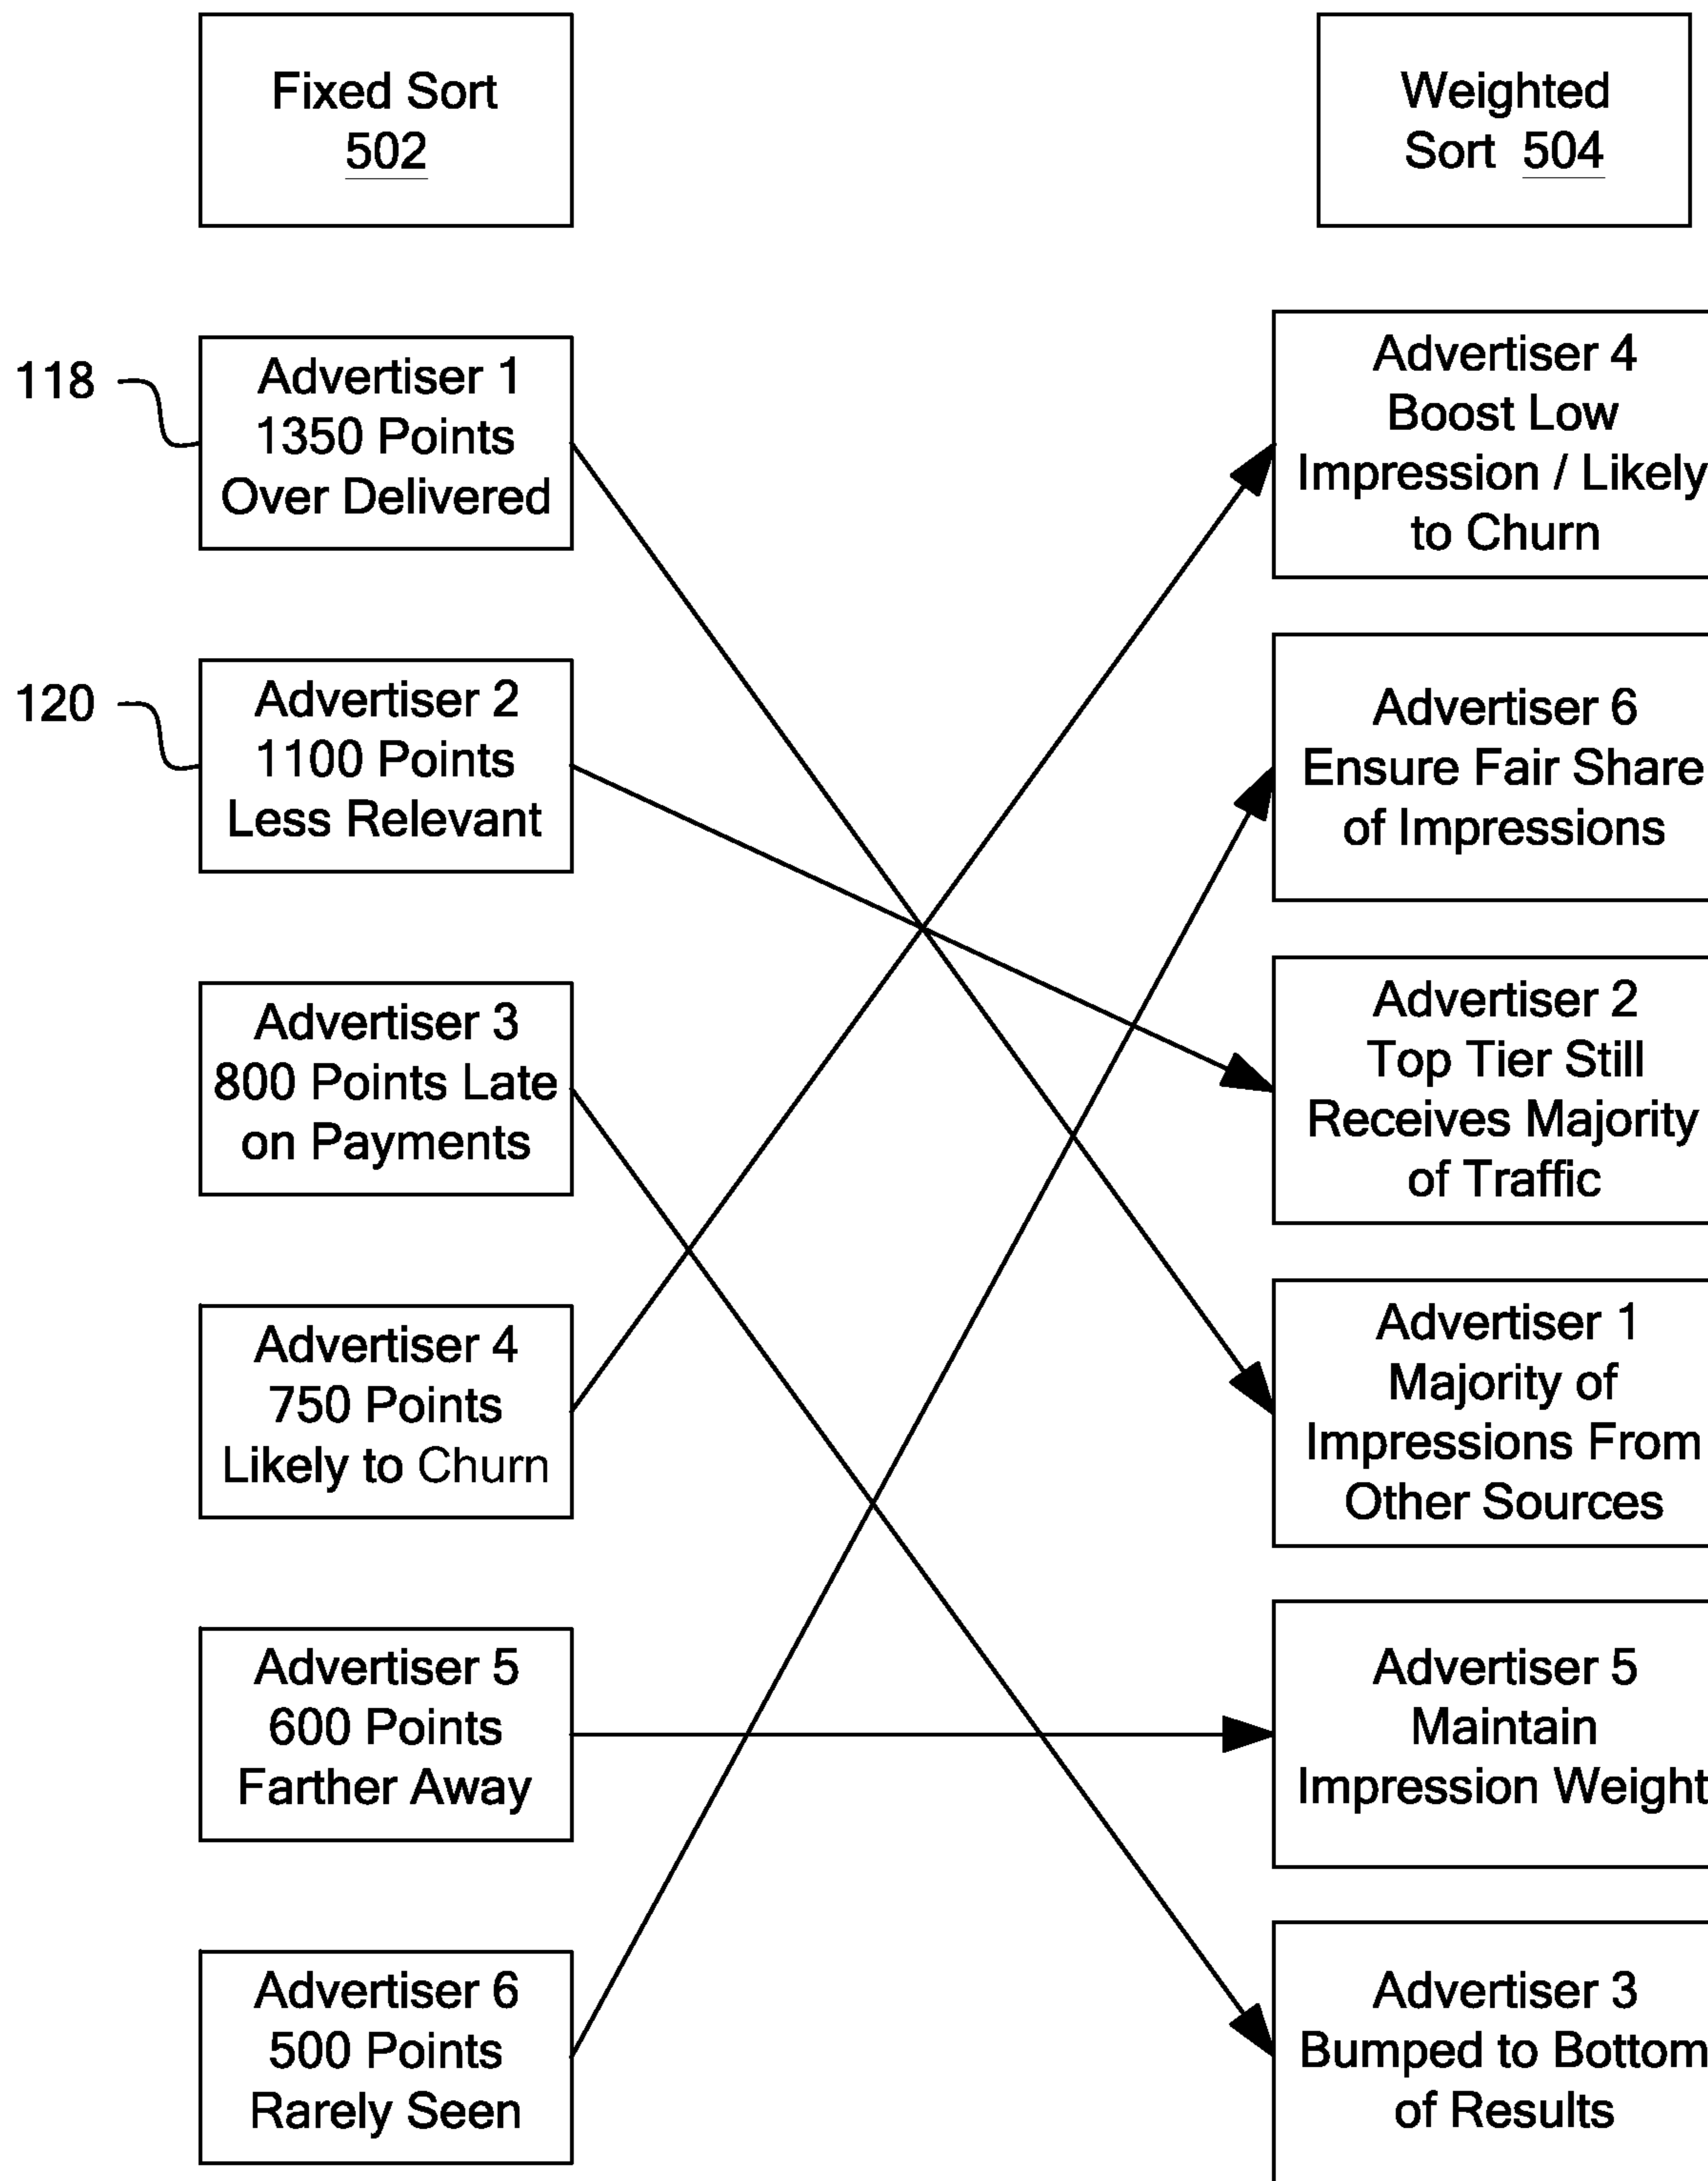 Fixed Sort
502
Weighted
Sort 504
118
Advertiser 1
1350 Points
Over Delivered
Advertiser 4
Boost Low
Impression / Likely
to Churn
120
Advertiser 2
1100 Points
Less Relevant
Advertiser 6
Ensure Fair Share
of Impressions
Advertiser 3
800 Points Late
on Payments
Advertiser 2
Top Tier Still
Receives Majority
of Traffic
Advertiser 4
750 Points
Likely to Churn
Advertiser 1
Majority of
Impressions From
Other Sources
Advertiser 5
600 Points
Farther Away
Advertiser 5
Maintain
Impression Weight
Advertiser 6
500 Points
Rarely Seen
Advertiser 3
Bumped to Bottom
of Results